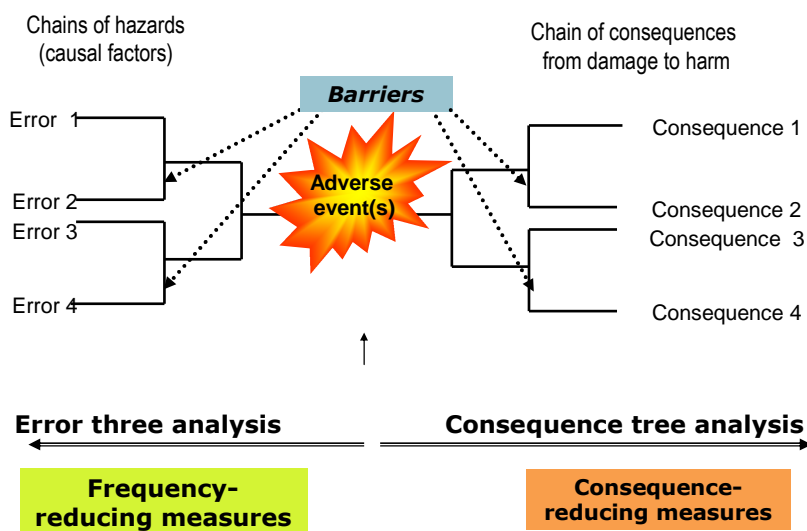 Chains of hazards
(causal factors)
Chain of consequences
from damage to harm
Barriers
Error 1
Error 2
Error 3
Error 4
Adverse
event(s)
Consequence 1
Consequence 2
Consequence 3
Consequence 4
Error three analysis
Consequence tree analysis
Frequency-
reducing measures
Consequence-
reducing measures